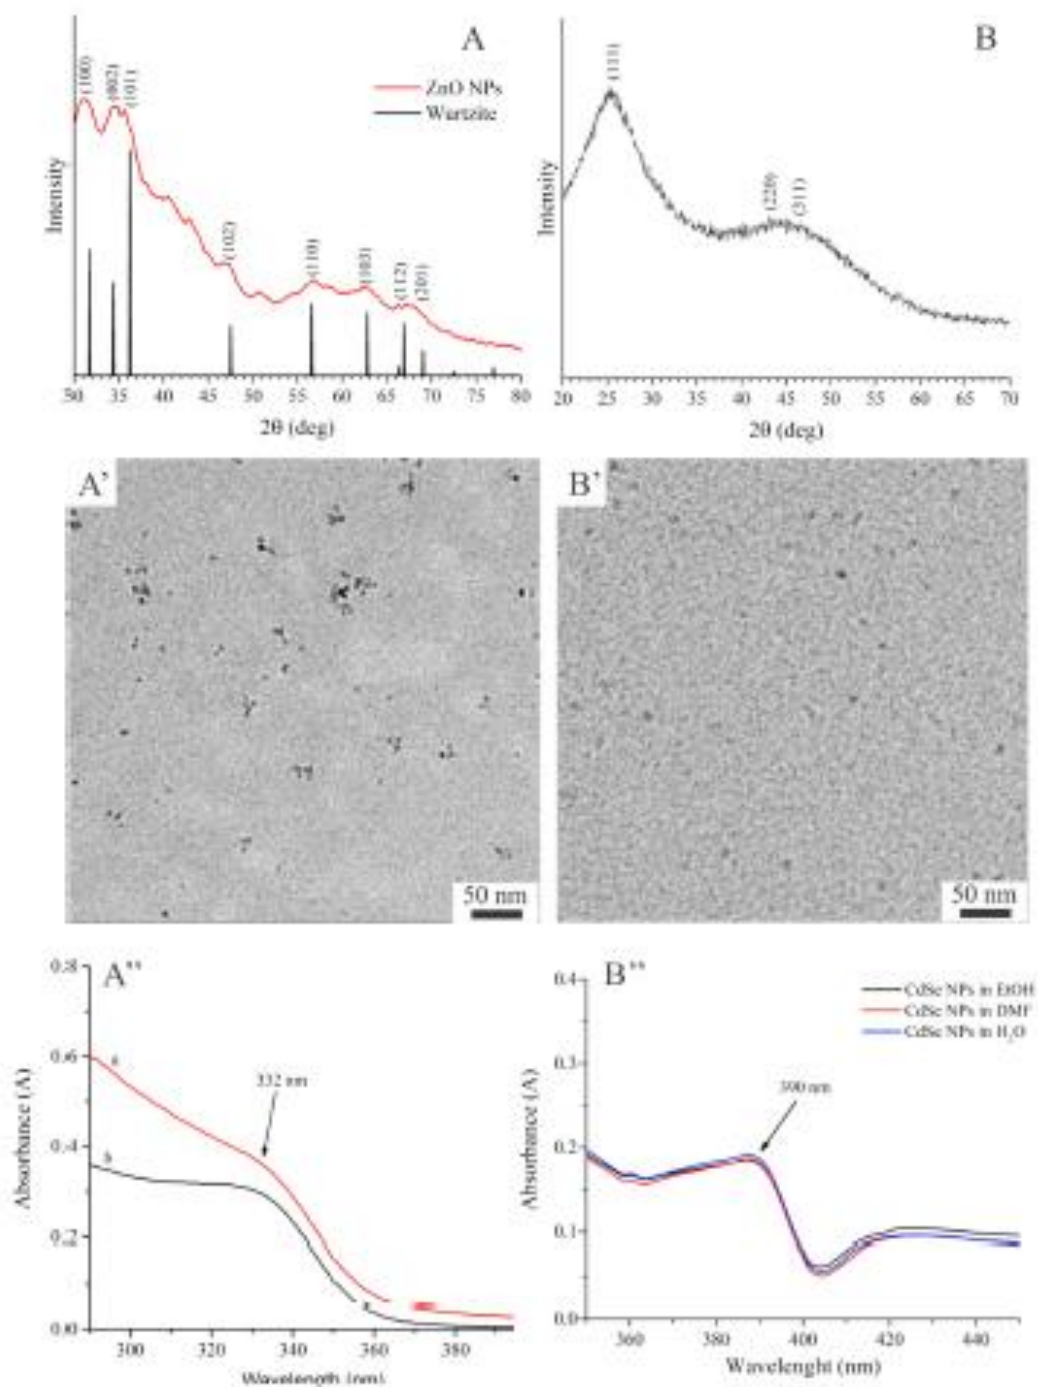 A
(100)
(002)
(101)
(102)
(110)
(103)
(112)
(201)
ZnO NPs
Wurtzite
Intensity
30 35 40 45 50 55 60 65 70 75 80
2θ (deg)
B
(111)
(220)
(311)
Intensity
20 25 30 35 40 45 50 55 60 65 70
2θ (deg)
A'
50 nm
B'
50 nm
A''
0.8
0.6
0.4
0.2
0.0
Absorbance (A)
a
b
332 nm
300 320 340 360 380
Wavelength (nm)
B''
CdSe NPs in EtOH
CdSe NPs in DMF
CdSe NPs in H₂O
0.4
0.3
0.2
0.1
0.0
Absorbance (A)
390 nm
360 380 400 420 440
Wavelenght (nm)